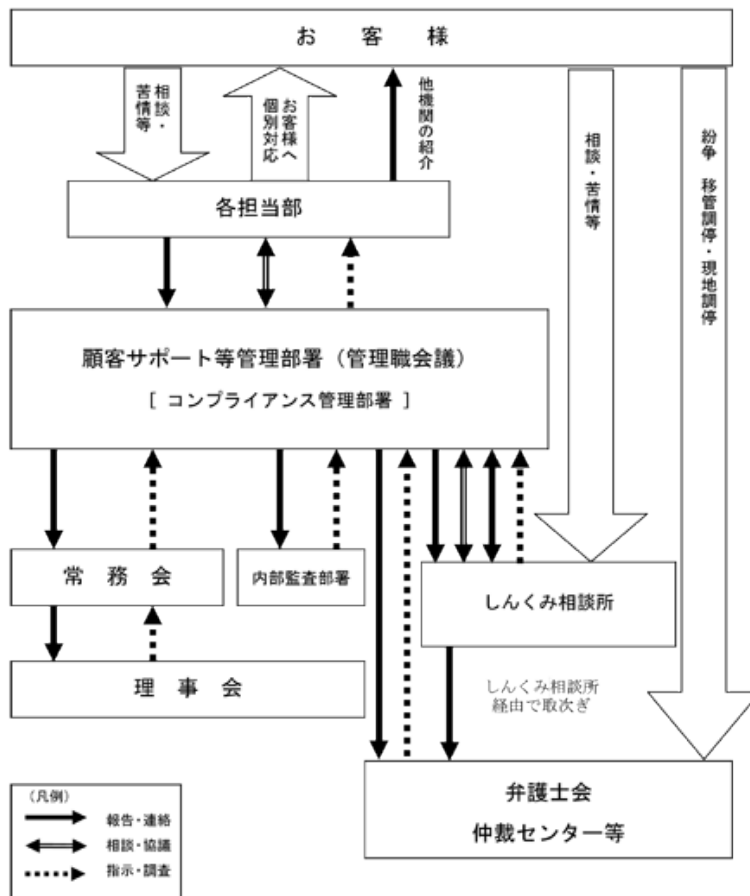 お　客　様
相談・
苦情等
お客様へ
個別対応
他機関の紹介
相談・苦情等
紛争　移管調停・現地調停
各担当部
顧客サポート等管理部署（管理職会議）
［ コンプライアンス管理部署 ］
常　務　会
内部監査部署
しんくみ相談所
理　事　会
しんくみ相談所
経由で取次ぎ
弁護士会
仲裁センター等
（凡例）
報告・連絡
相談・協議
指示・調査